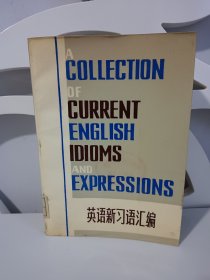 A
COLLECTION
OF
CURRENT
ENGLISH
IDIOMS
AND
EXPRESSIONS
英语新习语汇编